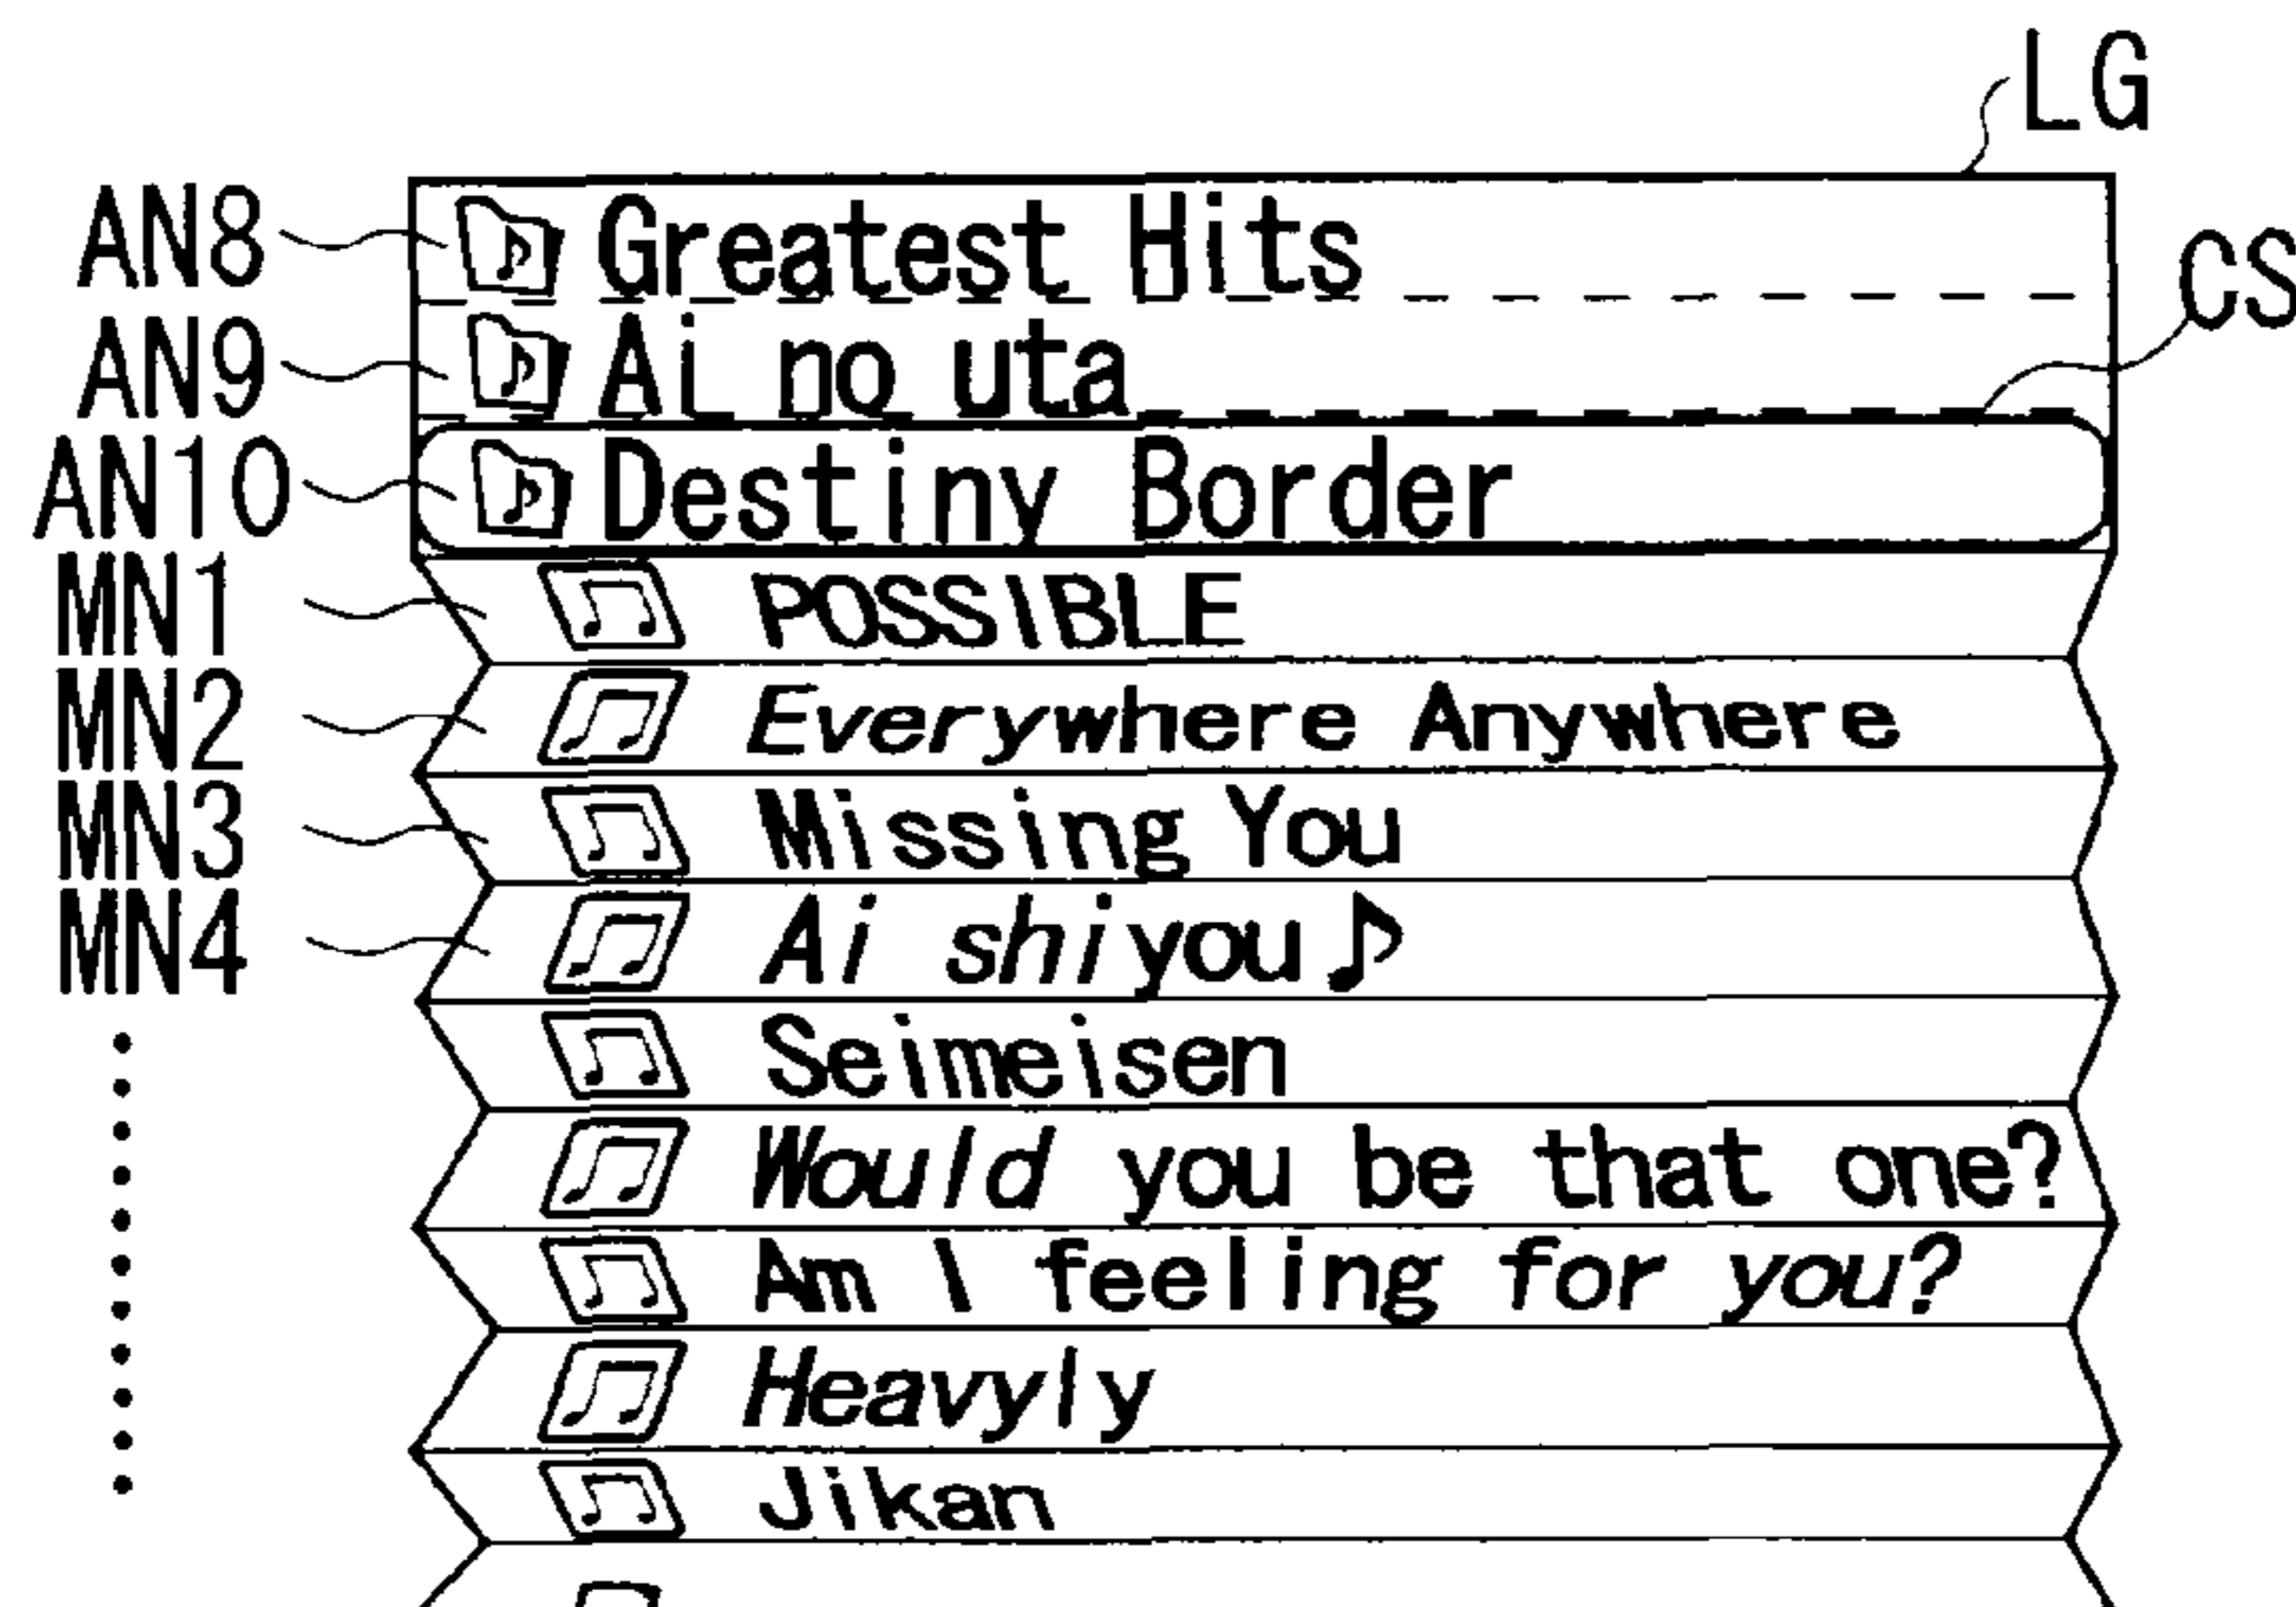 LG
AN8 Greatest Hits
CS
AN9 Ai no uta
AN10 Destiny Border
MN1 POSSIBLE
MN2 Everywhere Anywhere
MN3 Missing You
MN4 Ai shiyou♪
Seimeisen
Would you be that one?
Am I feeling for you?
Heavyly
Jikan